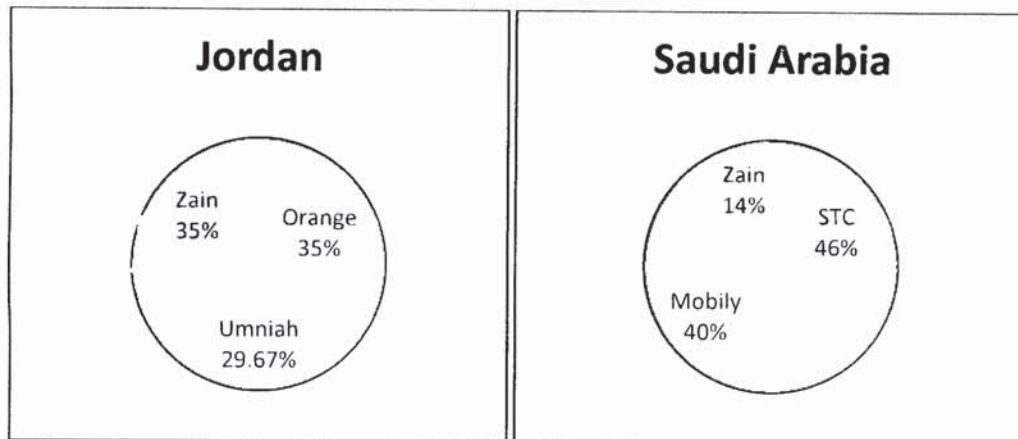 Jordan
Zain
35%
Orange
35%
Umniah
29.67%
Saudi Arabia
Zain
14%
STC
46%
Mobily
40%